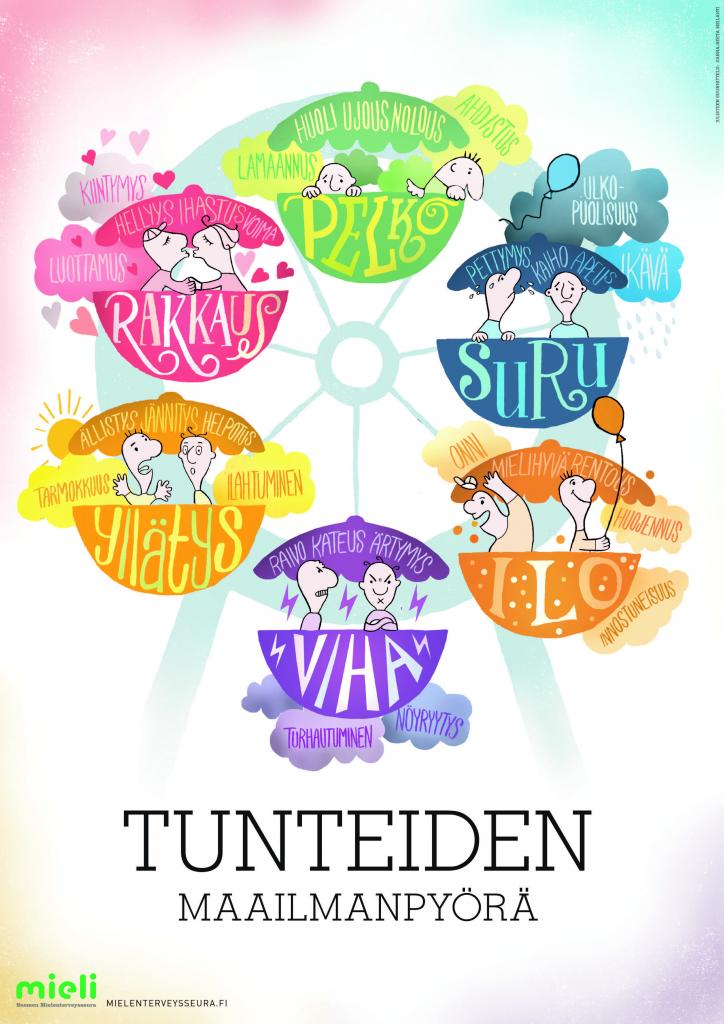 HUOLI UJOUS NOLOUS
AHDISTUS
LAMAANNUS
PELKO
KIINTYMYS
HELLYYS IHASTUS VOIMA
LUOTTAMUS
RAKKAUS
ULKO-
PUOLISUUS
PETTYMYS KAIHO APEUS
IKÄVÄ
SURU
ÄLLISTYS JÄNNITYS HELPOTUS
TARMOKKUUS
ILAHTUMINEN
YLLÄTYS
ONNI
MIELIHYVÄ RENTOUS
HUOJENNUS
ILO
INNOSTUNEISUUS
RAIVO KATEUS ÄRTYMYS
VIHA
TURHAUTUMINEN
NÖYRYYTYS
TUNTEIDEN
MAAILMANPYÖRÄ
mieli
Suomen Mielenterveysseura
MIELENTERVEYSSEURA.FI